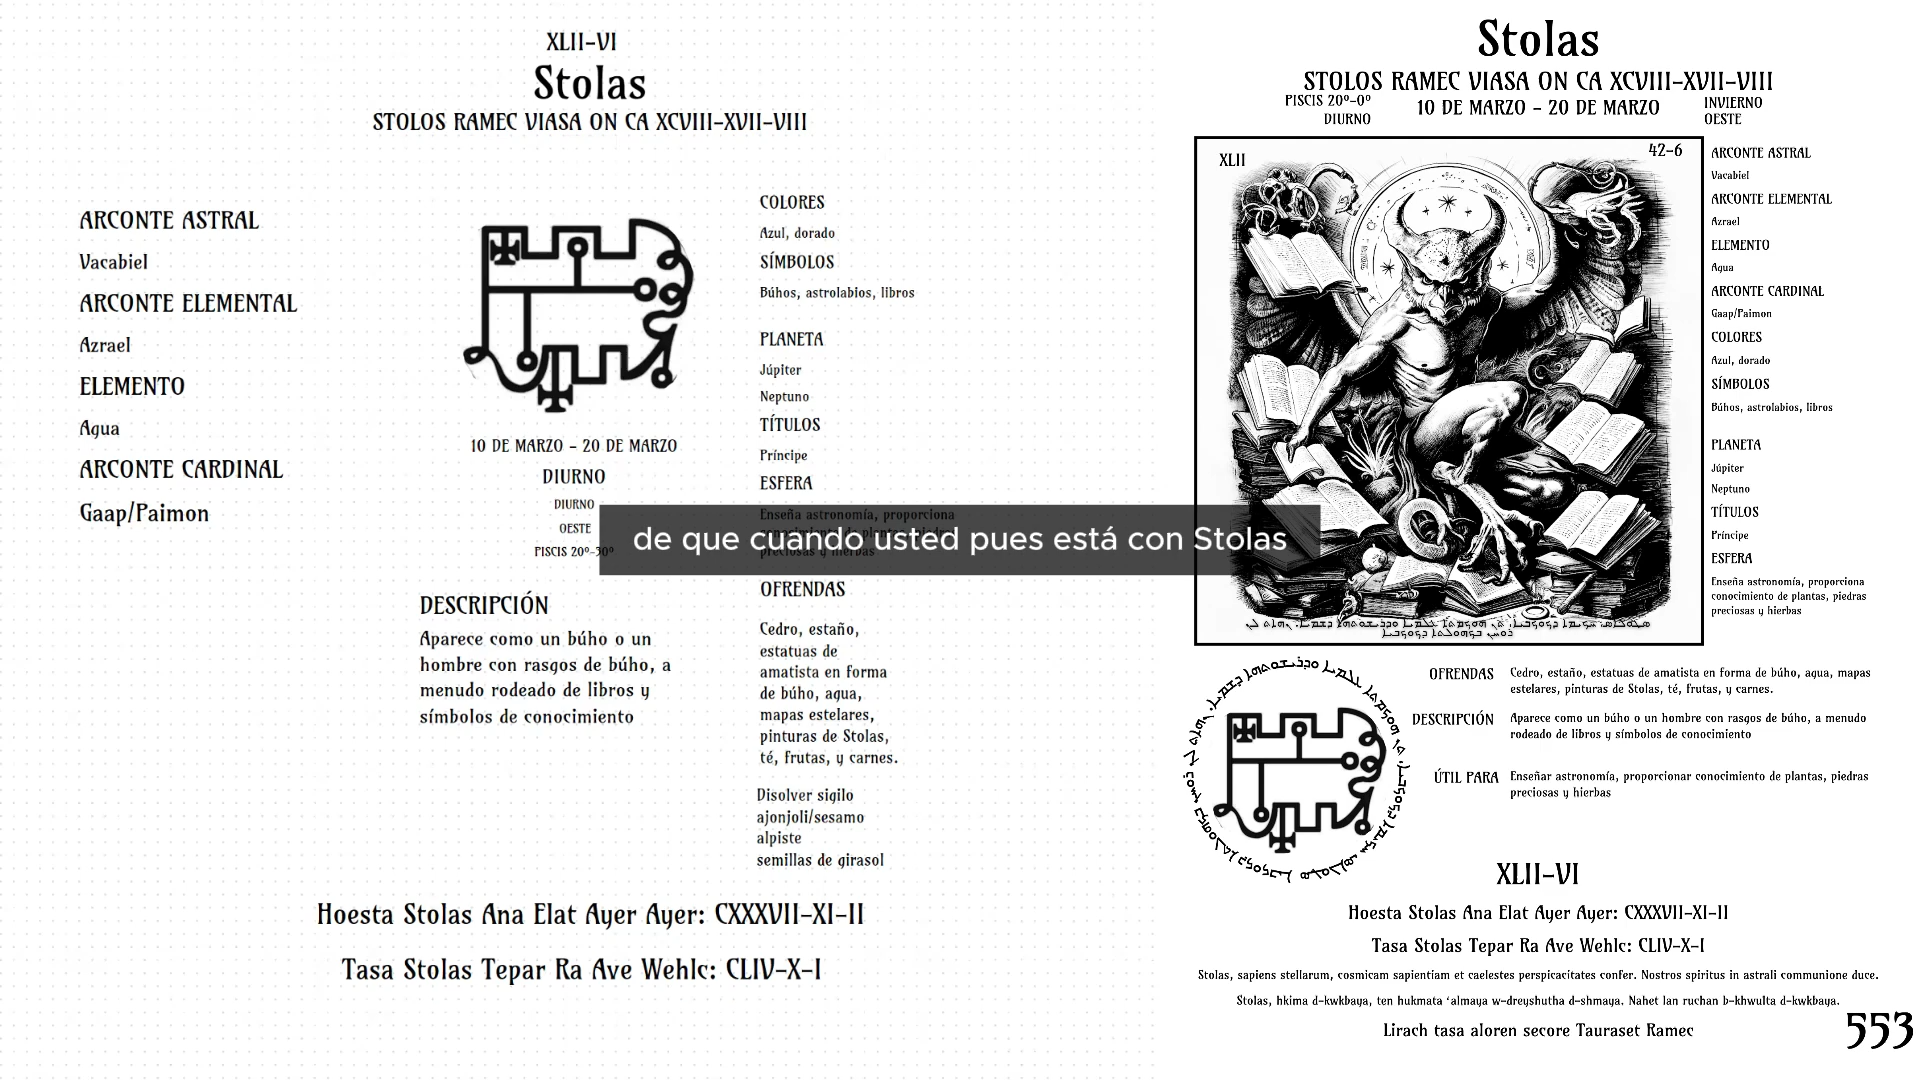 XLII-VI
Stolas
STOLOS RAMEC VIASA ON CA XCVIII-XVII-VIII
ARCONTE ASTRAL
Vacabiel
ARCONTE ELEMENTAL
Azrael
ELEMENTO
Agua
ARCONTE CARDINAL
Gaap/Paimon
10 DE MARZO - 20 DE MARZO
DIURNO
DIURNO
OESTE
PISCIS 20º-30º
DESCRIPCIÓN
Aparece como un búho o un
hombre con rasgos de búho, a
menudo rodeado de libros y
símbolos de conocimiento
COLORES
Azul, dorado
SÍMBOLOS
Búhos, astrolabios, libros
PLANETA
Júpiter
Neptuno
TÍTULOS
Príncipe
ESFERA
Enseña astronomía, proporciona
conocimiento de plantas, piedras
preciosas y hierbas
OFRENDAS
Cedro, estaño,
estatuas de
amatista en forma
de búho, agua,
mapas estelares,
pinturas de Stolas,
té, frutas, y carnes.
Disolver sigilo
ajonjoli/sesamo
alpiste
semillas de girasol
Hoesta Stolas Ana Elat Ayer Ayer: CXXXVII-XI-II
Tasa Stolas Tepar Ra Ave Wehlc: CLIV-X-I
de que cuando usted pues está con Stolas
Stolas
STOLOS RAMEC VIASA ON CA XCVIII-XVII-VIII
PISCIS 20º-0º
DIURNO
10 DE MARZO - 20 DE MARZO
INVIERNO
OESTE
XLII
42-6
ARCONTE ASTRAL
Vacabiel
ARCONTE ELEMENTAL
Azrael
ELEMENTO
Agua
ARCONTE CARDINAL
Gaap/Paimon
COLORES
Azul, dorado
SÍMBOLOS
Búhos, astrolabios, libros
PLANETA
Júpiter
Neptuno
TÍTULOS
Príncipe
ESFERA
Enseña astronomía, proporciona
conocimiento de plantas, piedras
preciosas y hierbas
OFRENDAS
Cedro, estaño, estatuas de amatista en forma de búho, agua, mapas
estelares, pinturas de Stolas, té, frutas, y carnes.
DESCRIPCIÓN
Aparece como un búho o un hombre con rasgos de búho, a menudo
rodeado de libros y símbolos de conocimiento
ÚTIL PARA
Enseñar astronomía, proporcionar conocimiento de plantas, piedras
preciosas y hierbas
XLII-VI
Hoesta Stolas Ana Elat Ayer Ayer: CXXXVII-XI-II
Tasa Stolas Tepar Ra Ave Wehlc: CLIV-X-I
Stolas, sapiens stellarum, cosmicam sapientiam et caelestes perspicacitates confer. Nostros spiritus in astrali communione duce.
Stolas, hkima d-kwkbaya, ten hukmata ‘almaya w-dreyshutha d-shmaya. Nahet lan ruchan b-khwulta d-kwkbaya.
Lirach tasa aloren secore Tauraset Ramec
553